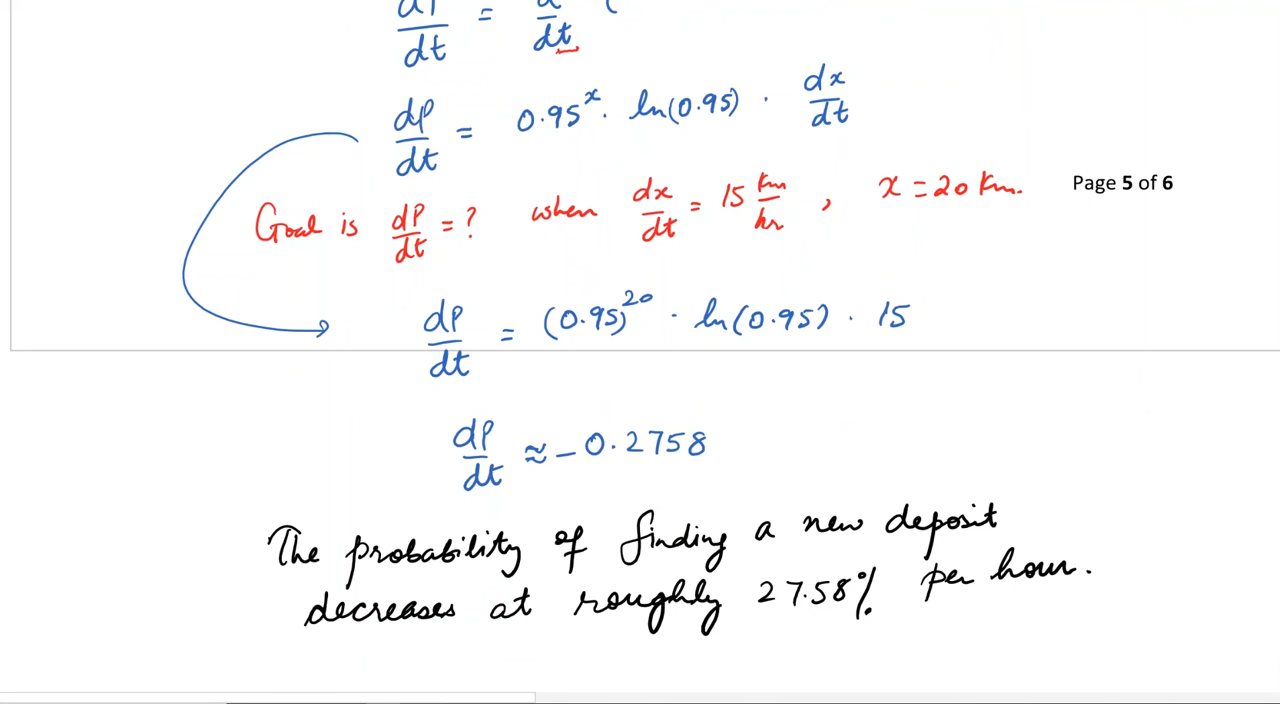 dt = dt
dP/dt = 0.95^x · ln(0.95) · dx/dt
Goal is dP/dt = ? when dx/dt = 15 km/hr , x = 20 km.
Page 5 of 6
dP/dt = (0.95)^20 · ln(0.95) · 15
dP/dt ≈ - 0.2758
The probability of finding a new deposit
decreases at roughly 27.58% per hour.